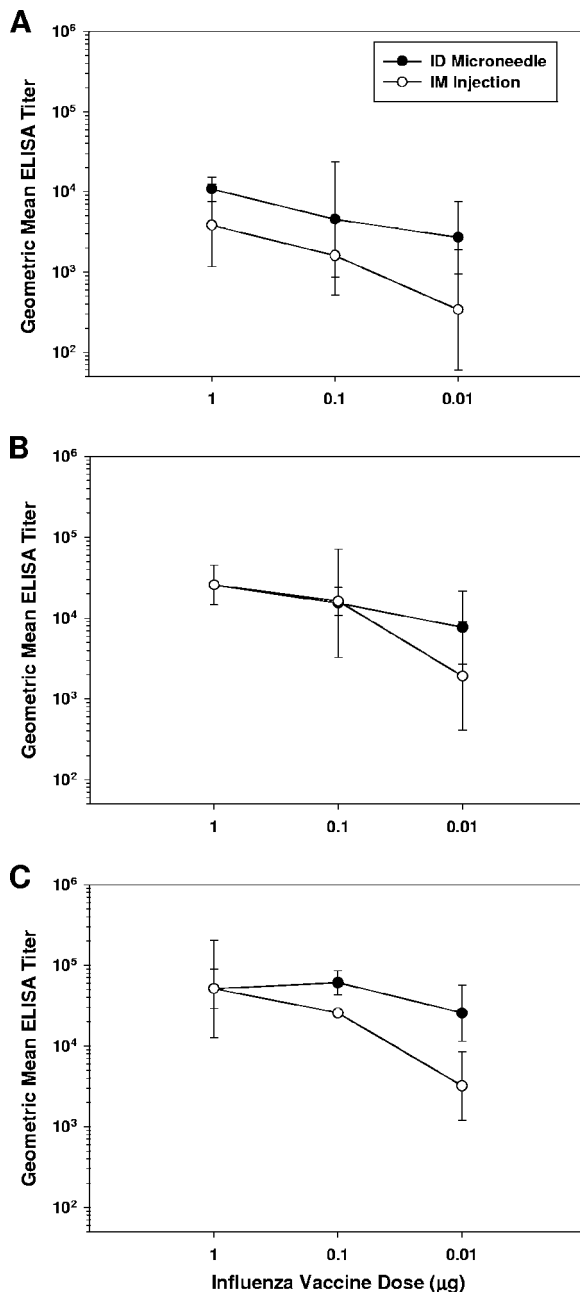 A
Geometric Mean ELISA Titer
10^6
10^5
10^4
10^3
10^2
ID Microneedle
IM Injection
1 0.1 0.01
B
Geometric Mean ELISA Titer
10^6
10^5
10^4
10^3
10^2
1 0.1 0.01
C
Geometric Mean ELISA Titer
10^6
10^5
10^4
10^3
10^2
1 0.1 0.01
Influenza Vaccine Dose (µg)